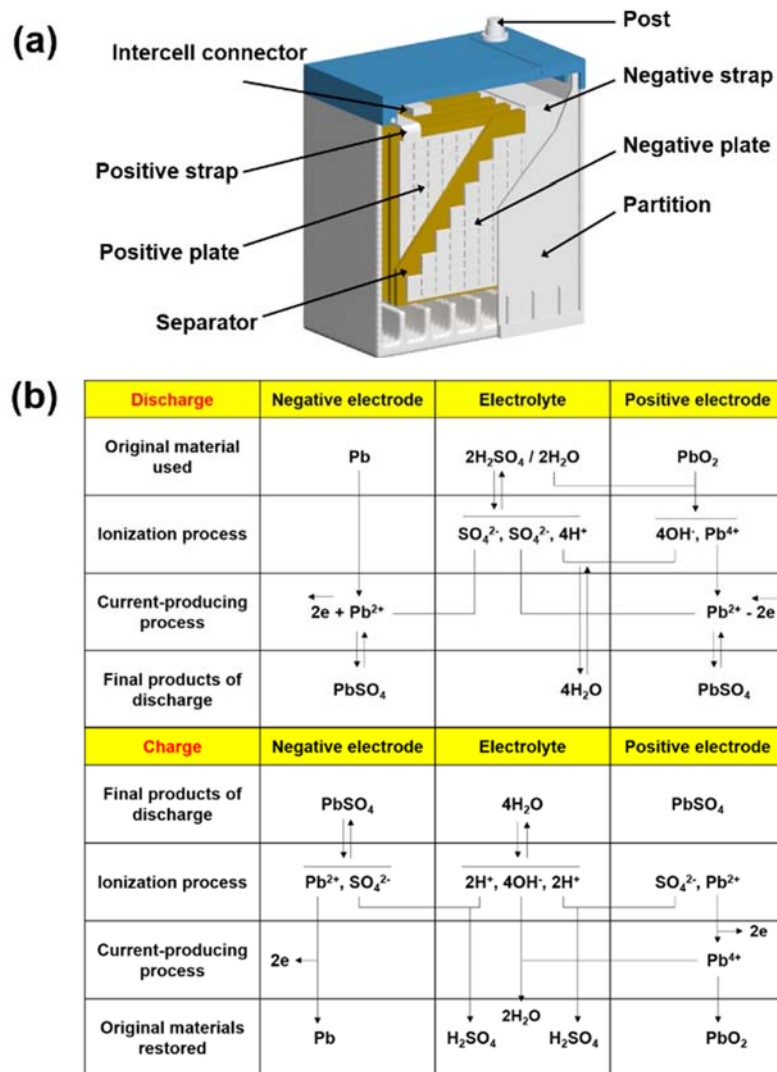 (a)
Post
Intercell connector
Negative strap
Negative plate
Positive strap
Partition
Positive plate
Separator
(b)
Discharge Negative electrode Electrolyte Positive electrode
Original material
used
Pb 2H₂SO₄ / 2H₂O PbO₂
Ionization process SO₄²⁻, SO₄²⁻, 4H⁺ 4OH⁻, Pb⁴⁺
Current-producing
process
2e + Pb²⁺ Pb²⁺ - 2e
Final products of
discharge
PbSO₄ 4H₂O PbSO₄
Charge Negative electrode Electrolyte Positive electrode
Final products of
discharge
PbSO₄ 4H₂O PbSO₄
Ionization process Pb²⁺, SO₄²⁻ 2H⁺, 4OH⁻, 2H⁺ SO₄²⁻, Pb²⁺
Current-producing
process
2e 2e
Pb⁴⁺
Original materials
restored
Pb H₂SO₄ 2H₂O H₂SO₄ PbO₂